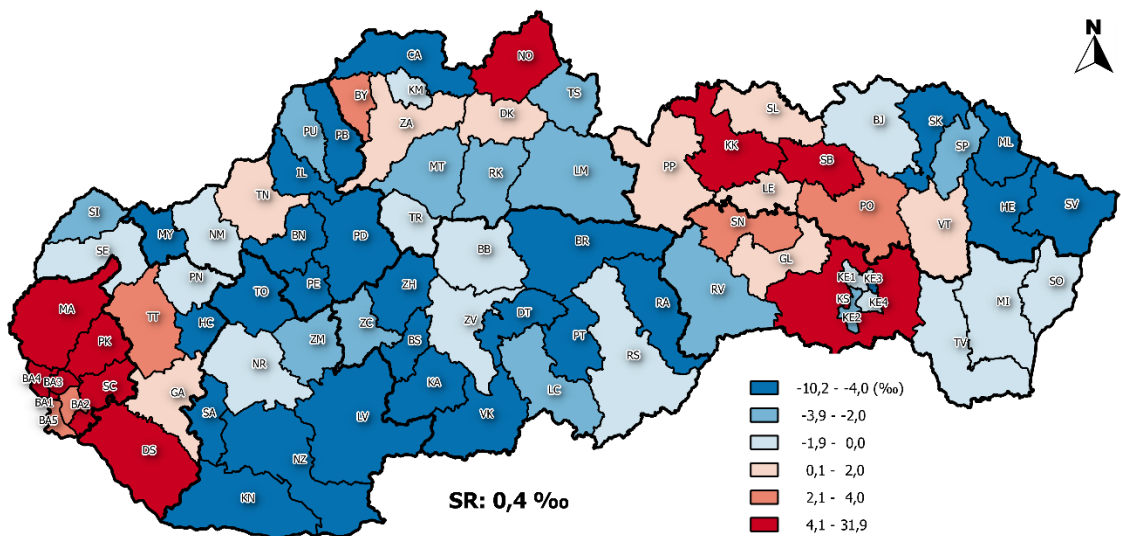 N
CA
NO
BY
KM
TS
PU
PB
ZA
DK
SL
BJ
SK
SP
ML
KK
SB
IL
MT
RK
LM
PP
LE
TN
PO
VT
HE
SV
SI
MY
NM
BN
PD
TR
BB
BR
SN
GL
SE
PN
PE
ZH
RV
KE1
KE3
SO
MA
TT
TO
ZC
ZV
DT
RA
KS
KE4
MI
PK
HC
ZM
BS
PT
RS
KE2
TV
BA4
BA3
SC
GA
NR
KA
LC
BA1
BA2
BA5
SA
LV
VK
DS
NZ
KN
SR: 0,4 ‰
-10,2 - -4,0 (‰)
-3,9 - -2,0
-1,9 - 0,0
0,1 - 2,0
2,1 - 4,0
4,1 - 31,9